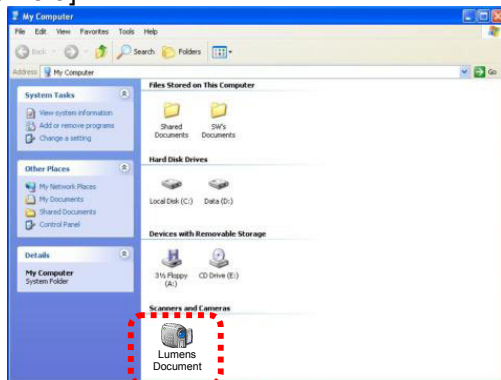 My Computer
File Edit View Favorites Tools Help
Back Search Folders
Address My Computer Go
System Tasks
View system information
Add or remove programs
Change a setting
Other Places
My Network Places
My Documents
Shared Documents
Control Panel
Details
My Computer
System Folder
Files Stored on This Computer
Shared
Documents
SW's
Documents
Hard Disk Drives
Local Disk (C:) Data (D:)
Devices with Removable Storage
3½ Floppy
(A:)
CD Drive (E:)
Scanners and Cameras
Lumens
Document